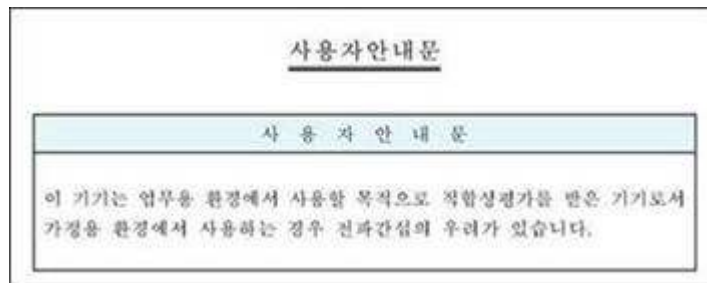 사용자안내문
사 용 자 안 내 문
이 기기는 업무용 환경에서 사용할 목적으로 적합성평가를 받은 기기로서
가정용 환경에서 사용하는 경우 전파간섭의 우려가 있습니다.